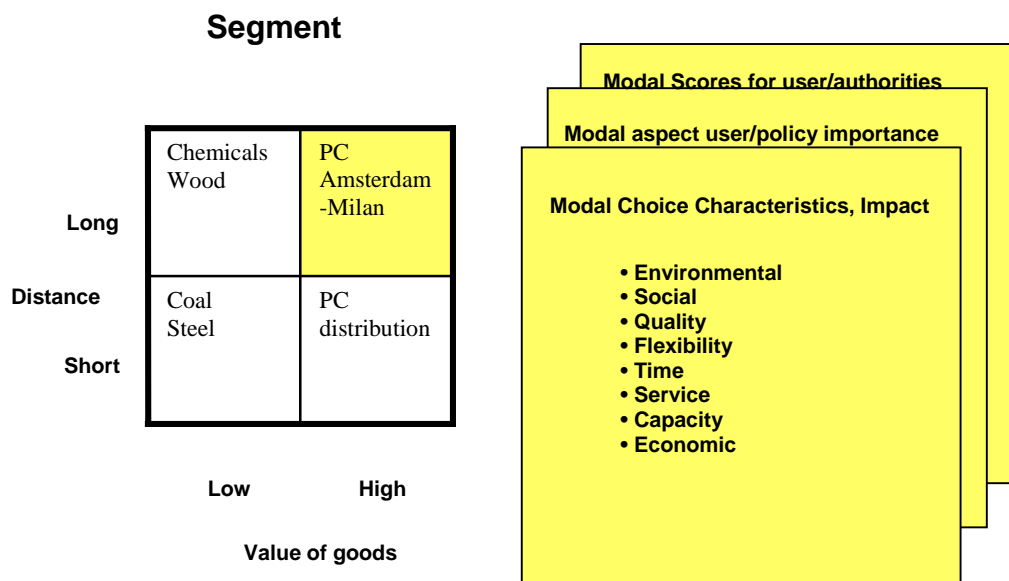 Segment
Modal Scores for user/authorities
Modal aspect user/policy importance
Modal Choice Characteristics, Impact
• Environmental
• Social
• Quality
• Flexibility
• Time
• Service
• Capacity
• Economic
Chemicals
Wood
PC
Amsterdam
-Milan
Long
Distance
Coal
Steel
PC
distribution
Short
Low
High
Value of goods